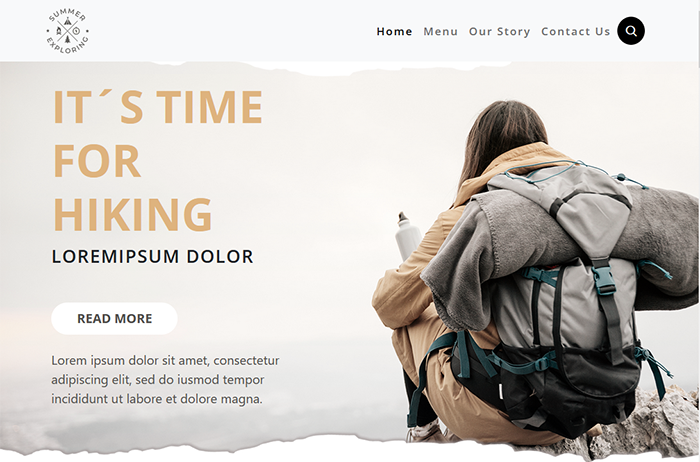 SUMMER
EXPLORING
Home Menu Our Story Contact Us
IT´S TIME
FOR
HIKING
LOREMIPSUM DOLOR
READ MORE
Lorem ipsum dolor sit amet, consectetur
adipiscing elit, sed do iusmod tempor
incididunt ut labore et dolore magna.